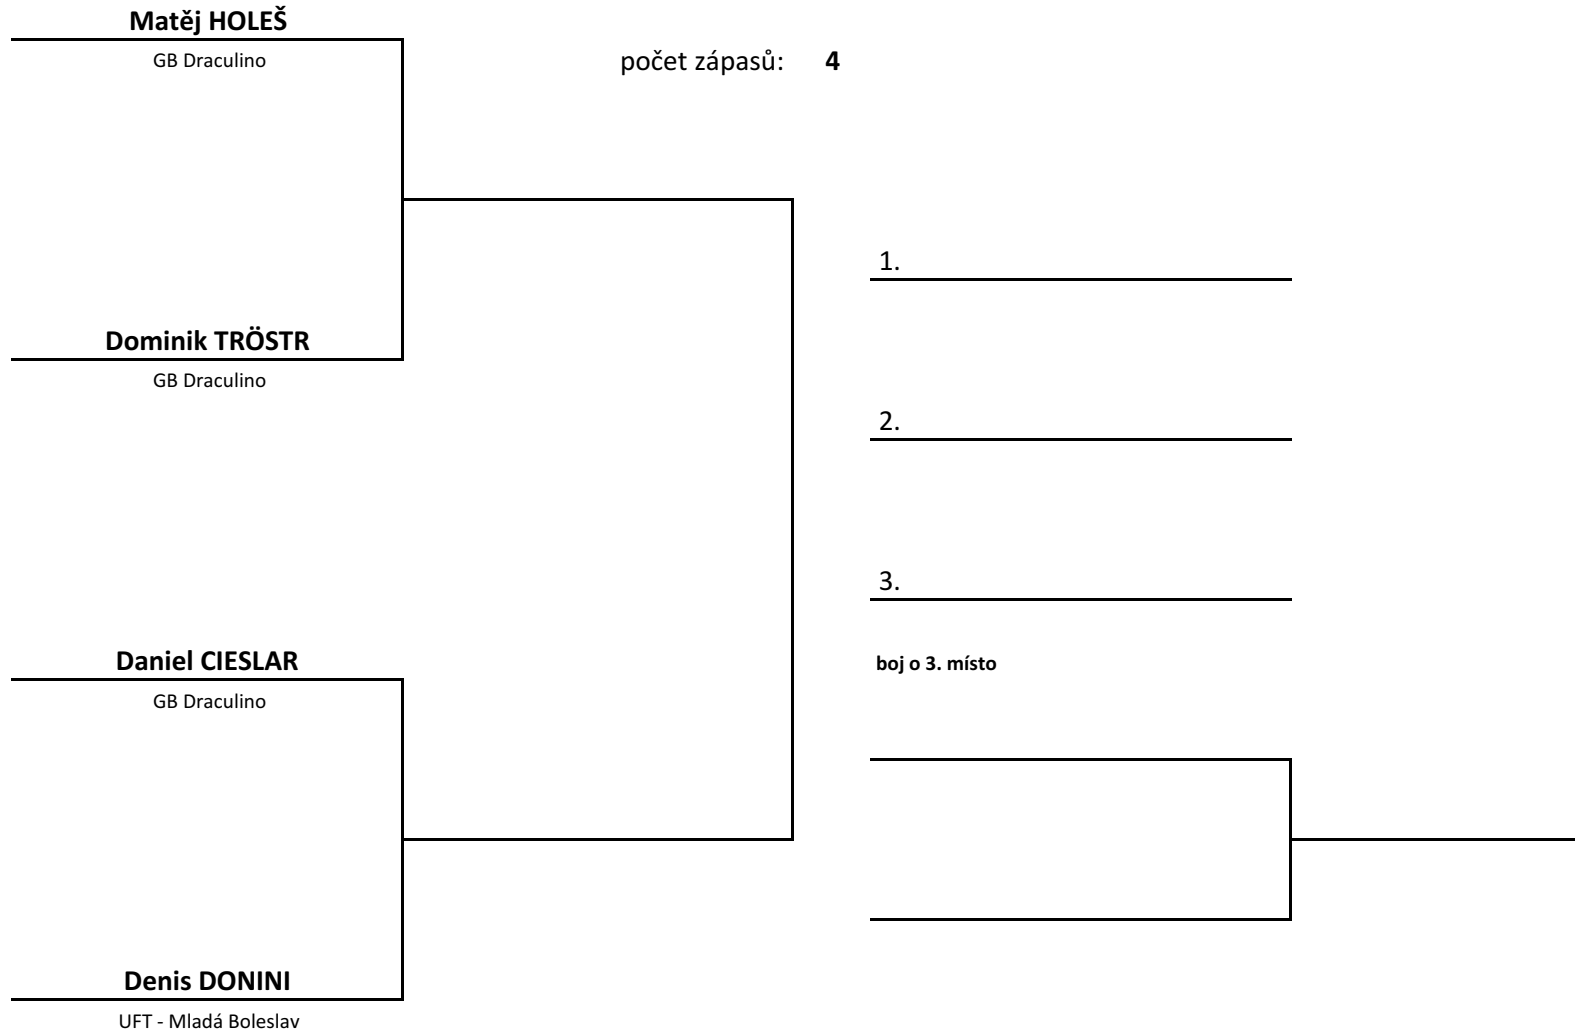 Matěj HOLEŠ
GB Draculino
počet zápasů: 4
1.
Dominik TRÖSTR
GB Draculino
2.
3.
Daniel CIESLAR
GB Draculino
boj o 3. místo
Denis DONINI
UFT - Mladá Boleslav